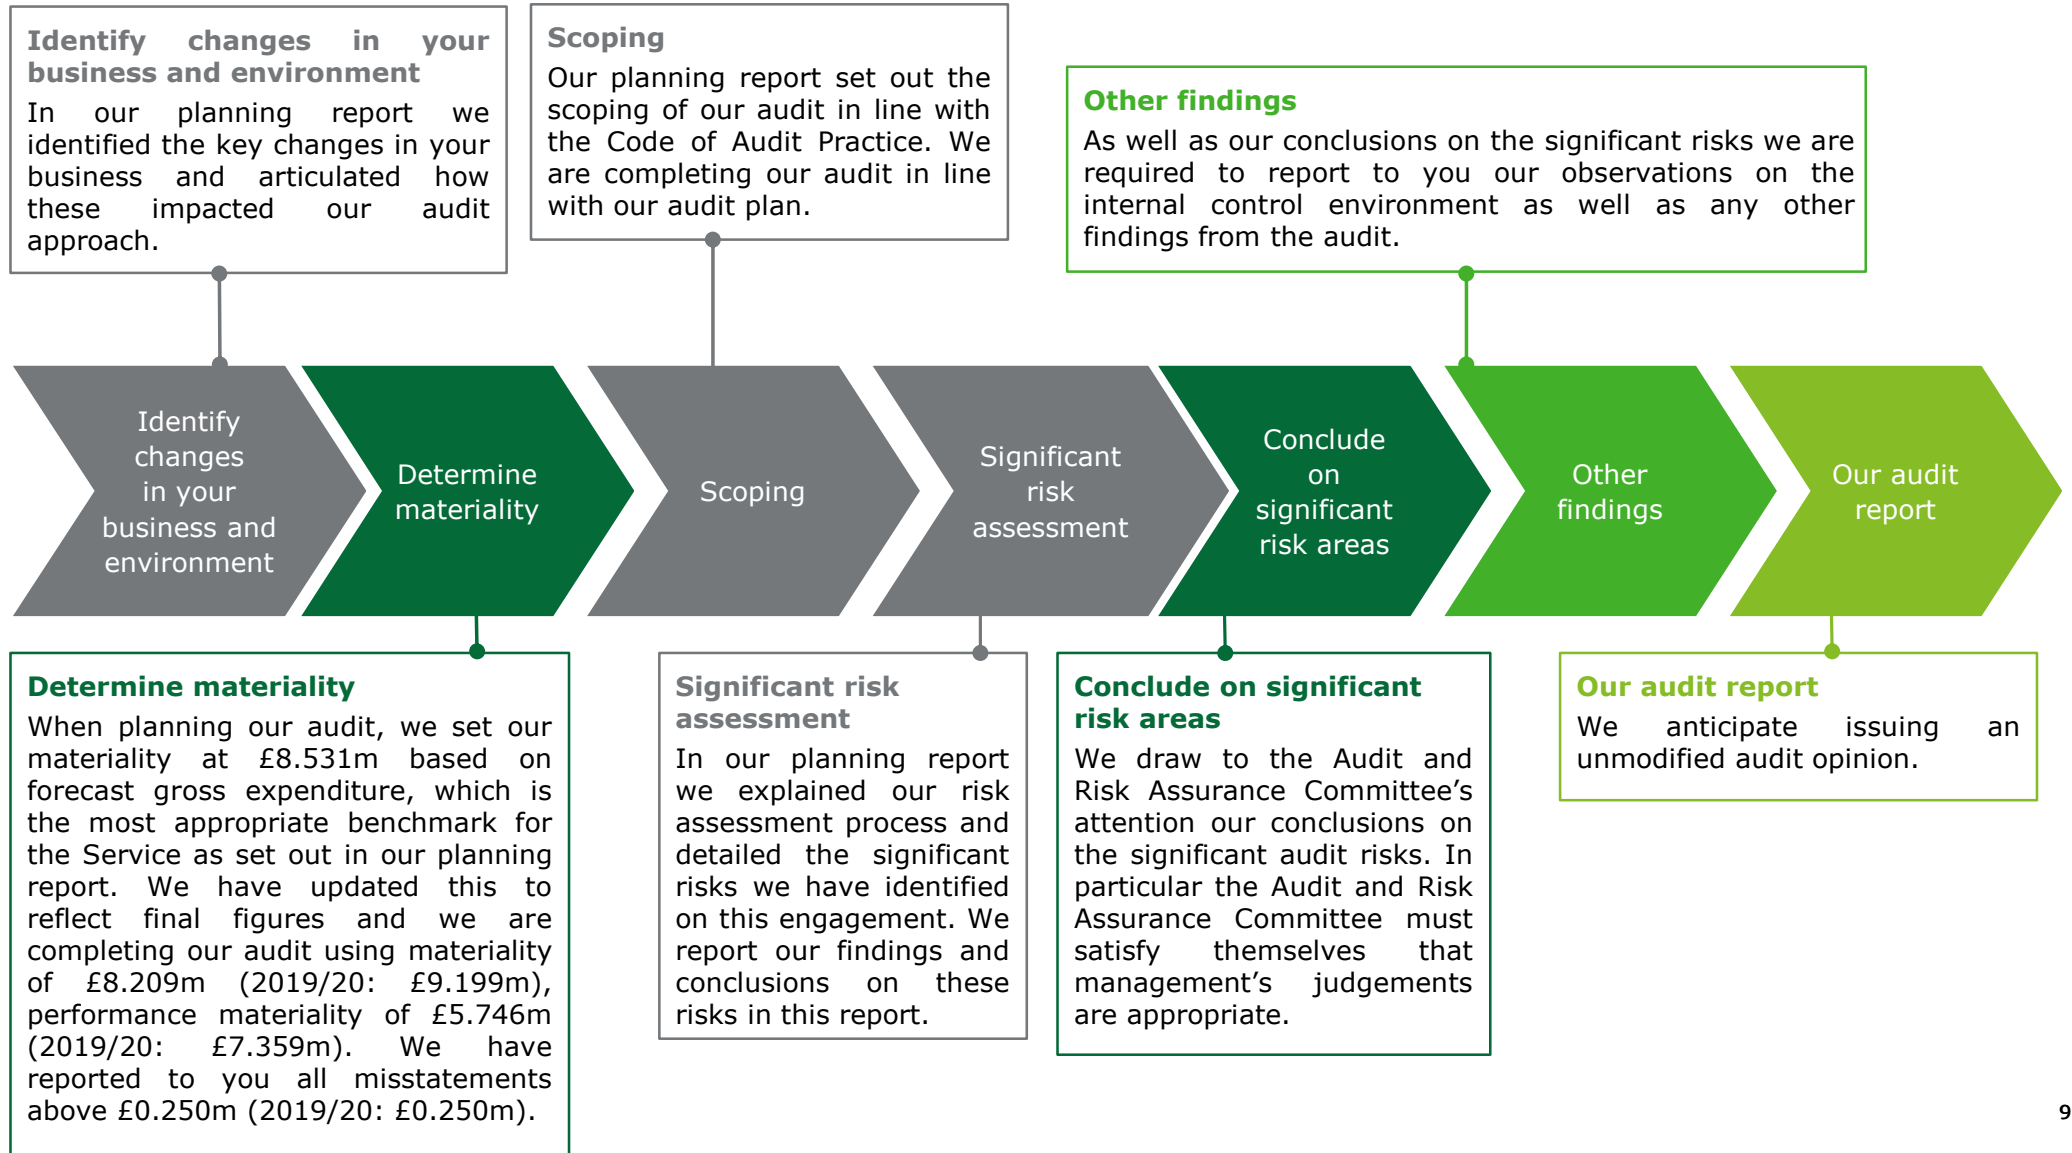 Identify changes in your
business and environment
In our planning report we
identified the key changes in your
business and articulated how
these impacted our audit
approach.
Scoping
Our planning report set out the
scoping of our audit in line with
the Code of Audit Practice. We
are completing our audit in line
with our audit plan.
Other findings
As well as our conclusions on the significant risks we are
required to report to you our observations on the
internal control environment as well as any other
findings from the audit.
Identify
changes
in your
business and
environment
Determine
materiality
Scoping
Significant
risk
assessment
Conclude
on
significant
risk areas
Other
findings
Our audit
report
Determine materiality
When planning our audit, we set our
materiality at £8.531m based on
forecast gross expenditure, which is
the most appropriate benchmark for
the Service as set out in our planning
report. We have updated this to
reflect final figures and we are
completing our audit using materiality
of £8.209m (2019/20: £9.199m),
performance materiality of £5.746m
(2019/20: £7.359m). We have
reported to you all misstatements
above £0.250m (2019/20: £0.250m).
Significant risk
assessment
In our planning report
we explained our risk
assessment process and
detailed the significant
risks we have identified
on this engagement. We
report our findings and
conclusions on these
risks in this report.
Conclude on significant
risk areas
We draw to the Audit and
Risk Assurance Committee’s
attention our conclusions on
the significant audit risks. In
particular the Audit and Risk
Assurance Committee must
satisfy themselves that
management’s judgements
are appropriate.
Our audit report
We anticipate issuing an
unmodified audit opinion.
9